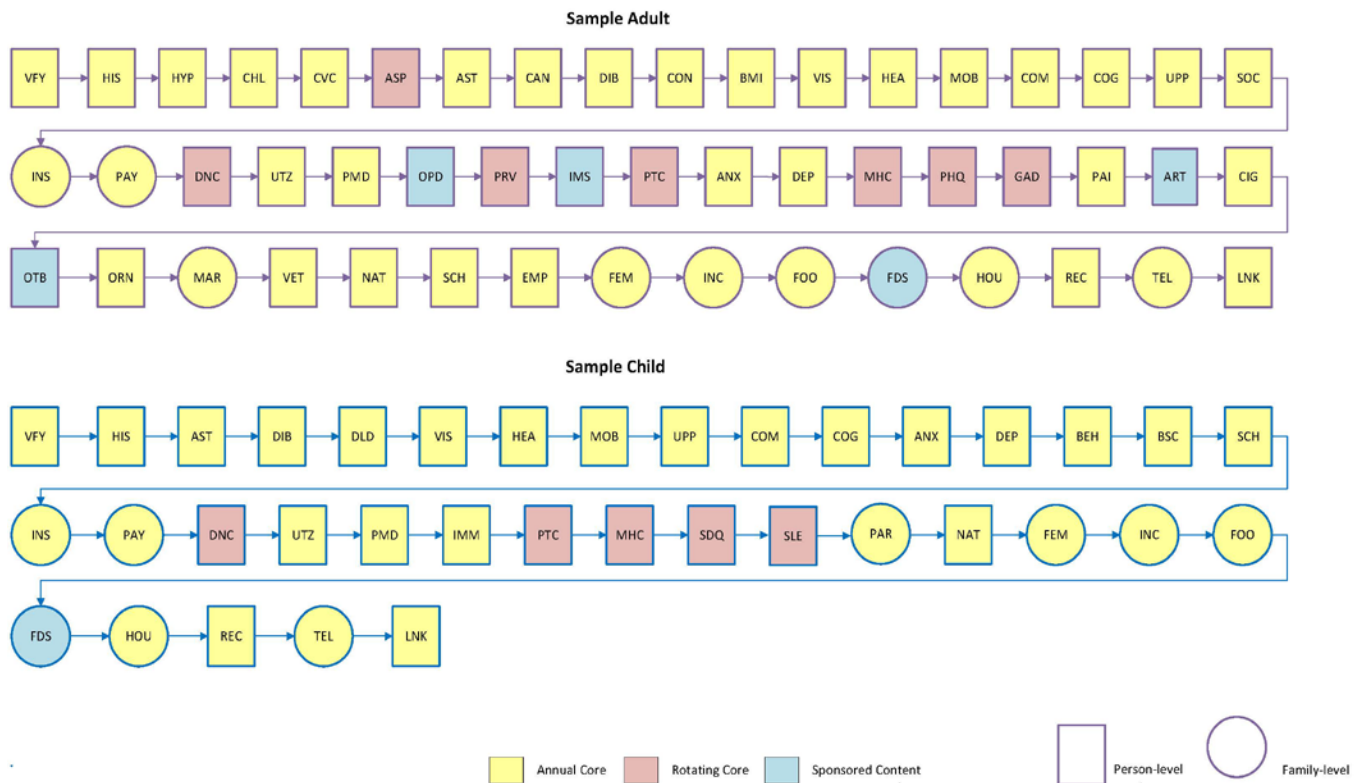 Sample Adult
VFY HIS HYP CHL CVC ASP AST CAN DIB CON BMI VIS HEA MOB COM COG UPP SOC
INS PAY DNC UTZ PMD OPD PRV IMS PTC ANX DEP MHC PHQ GAD PAI ART CIG
OTB ORN MAR VET NAT SCH EMP FEM INC FOO FDS HOU REC TEL LNK
Sample Child
VFY HIS AST DIB DLD VIS HEA MOB UPP COM COG ANX DEP BEH BSC SCH
INS PAY DNC UTZ PMD IMM PTC MHC SDQ SLE PAR NAT FEM INC FOO
FDS HOU REC TEL LNK
Annual Core Rotating Core Sponsored Content Person-level Family-level